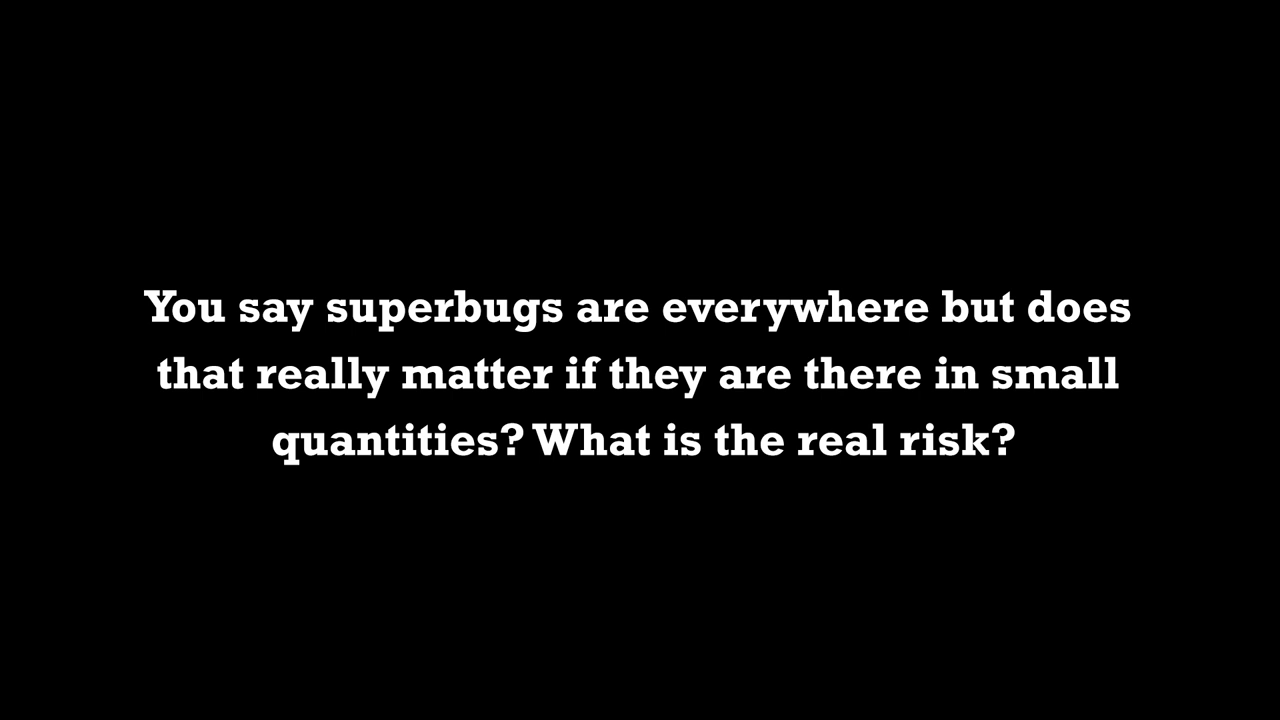 You say superbugs are everywhere but does
that really matter if they are there in small
quantities? What is the real risk?